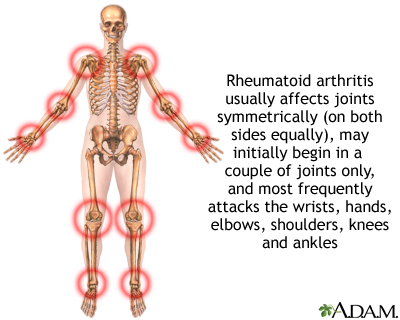 Rheumatoid arthritis
usually affects joints
symmetrically (on both
sides equally), may
initially begin in a
couple of joints only,
and most frequently
attacks the wrists, hands,
elbows, shoulders, knees
and ankles
ADAM.